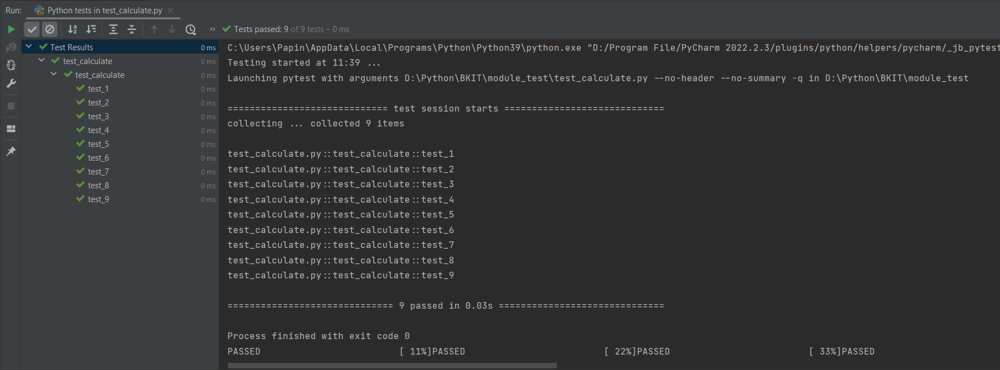 Run: Python tests in test_calculate.py
Tests passed: 9 of 9 tests – 0 ms
Test Results 0 ms
test_calculate 0 ms
test_calculate 0 ms
test_1 0 ms
test_2 0 ms
test_3 0 ms
test_4 0 ms
test_5 0 ms
test_6 0 ms
test_7 0 ms
test_8 0 ms
test_9 0 ms
C:\Users\Papin\AppData\Local\Programs\Python\Python39\python.exe "D:/Program File/PyCharm 2022.2.3/plugins/python/helpers/pycharm/_jb_pytest
Testing started at 11:39 ...
Launching pytest with arguments D:\Python\BKIT\module_test\test_calculate.py --no-header --no-summary -q in D:\Python\BKIT\module_test
============================= test session starts =============================
collecting ... collected 9 items
test_calculate.py::test_calculate::test_1
test_calculate.py::test_calculate::test_2
test_calculate.py::test_calculate::test_3
test_calculate.py::test_calculate::test_4
test_calculate.py::test_calculate::test_5
test_calculate.py::test_calculate::test_6
test_calculate.py::test_calculate::test_7
test_calculate.py::test_calculate::test_8
test_calculate.py::test_calculate::test_9
============================== 9 passed in 0.03s ==============================
Process finished with exit code 0
PASSED [ 11%]PASSED [ 22%]PASSED [ 33%]PASSED